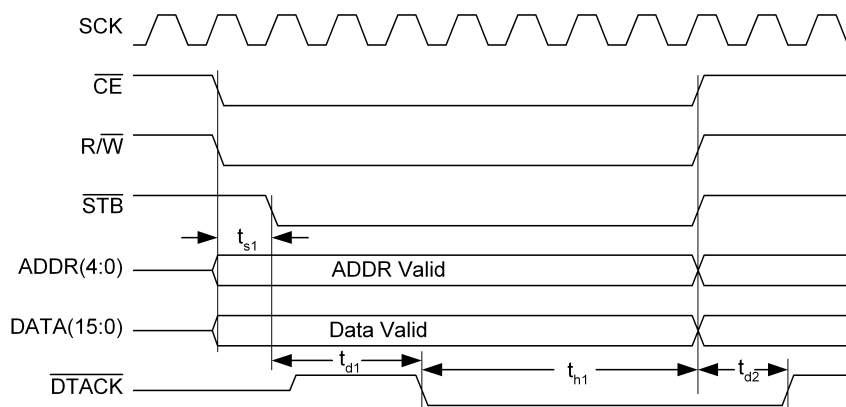 SCK
CE
R/W
STB
ts1
ADDR(4:0)
ADDR Valid
DATA(15:0)
Data Valid
td1
th1
td2
DTACK